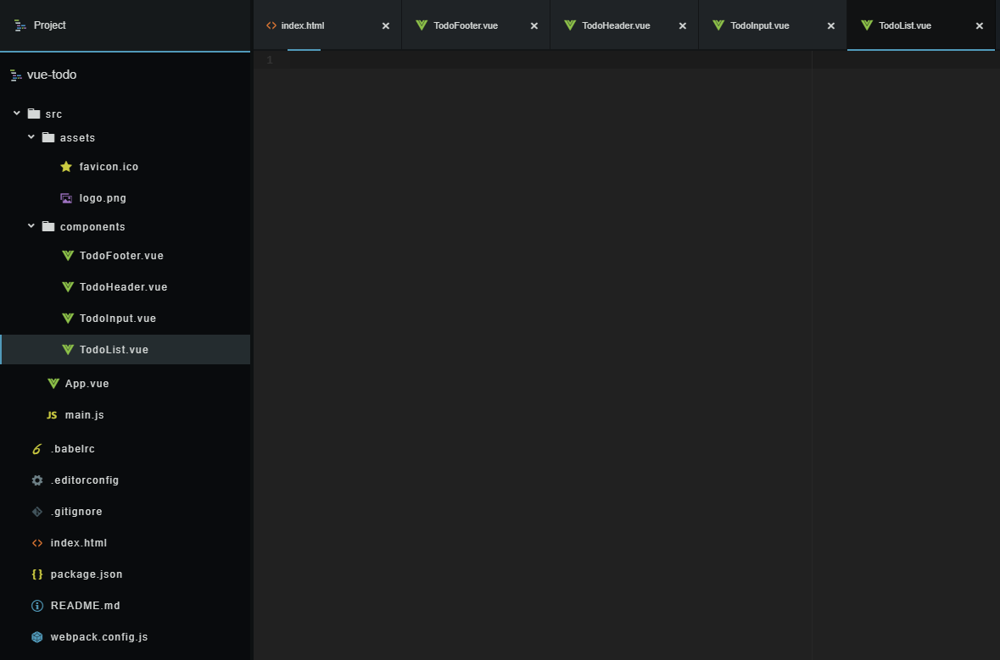 Project
index.html
TodoFooter.vue
TodoHeader.vue
TodoInput.vue
TodoList.vue
1
vue-todo
src
assets
favicon.ico
logo.png
components
TodoFooter.vue
TodoHeader.vue
TodoInput.vue
TodoList.vue
App.vue
JS main.js
.babelrc
.editorconfig
.gitignore
<> index.html
{} package.json
README.md
webpack.config.js